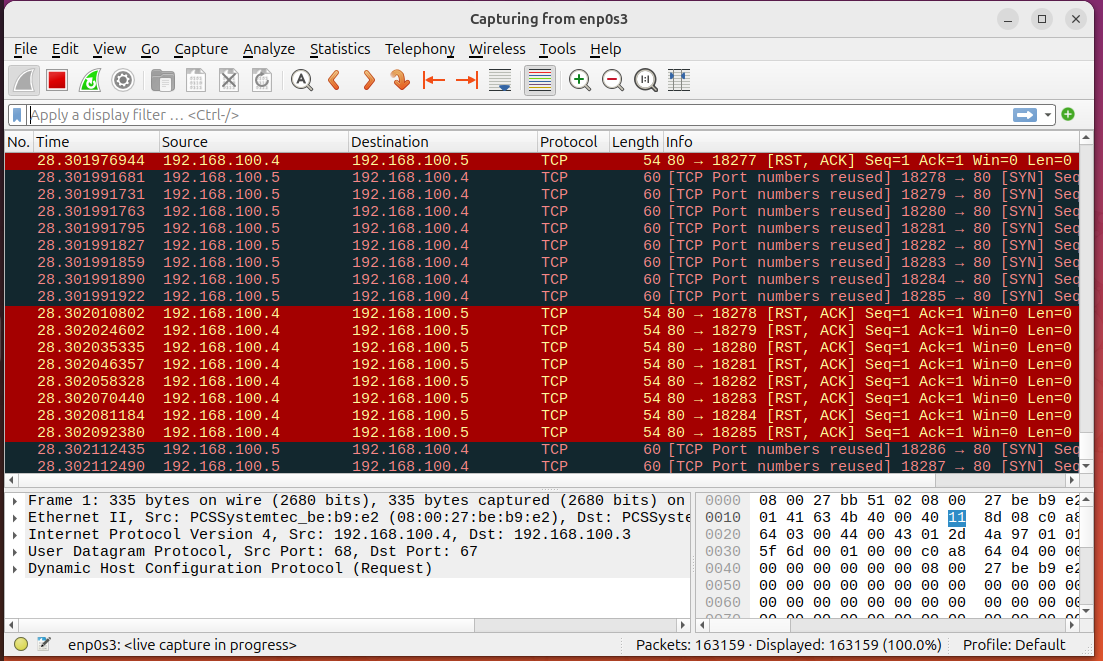 Capturing from enp0s3
File Edit View Go Capture Analyze Statistics Telephony Wireless Tools Help
Apply a display filter … <Ctrl-/>
No. Time Source Destination Protocol Length Info
28.301976944 192.168.100.4 192.168.100.5 TCP 54 80 → 18277 [RST, ACK] Seq=1 Ack=1 Win=0 Len=0
28.301991681 192.168.100.5 192.168.100.4 TCP 60 [TCP Port numbers reused] 18278 → 80 [SYN] Seq
28.301991731 192.168.100.5 192.168.100.4 TCP 60 [TCP Port numbers reused] 18279 → 80 [SYN] Seq
28.301991763 192.168.100.5 192.168.100.4 TCP 60 [TCP Port numbers reused] 18280 → 80 [SYN] Seq
28.301991795 192.168.100.5 192.168.100.4 TCP 60 [TCP Port numbers reused] 18281 → 80 [SYN] Seq
28.301991827 192.168.100.5 192.168.100.4 TCP 60 [TCP Port numbers reused] 18282 → 80 [SYN] Seq
28.301991859 192.168.100.5 192.168.100.4 TCP 60 [TCP Port numbers reused] 18283 → 80 [SYN] Seq
28.301991890 192.168.100.5 192.168.100.4 TCP 60 [TCP Port numbers reused] 18284 → 80 [SYN] Seq
28.301991922 192.168.100.5 192.168.100.4 TCP 60 [TCP Port numbers reused] 18285 → 80 [SYN] Seq
28.302010802 192.168.100.4 192.168.100.5 TCP 54 80 → 18278 [RST, ACK] Seq=1 Ack=1 Win=0 Len=0
28.302024602 192.168.100.4 192.168.100.5 TCP 54 80 → 18279 [RST, ACK] Seq=1 Ack=1 Win=0 Len=0
28.302035335 192.168.100.4 192.168.100.5 TCP 54 80 → 18280 [RST, ACK] Seq=1 Ack=1 Win=0 Len=0
28.302046357 192.168.100.4 192.168.100.5 TCP 54 80 → 18281 [RST, ACK] Seq=1 Ack=1 Win=0 Len=0
28.302058328 192.168.100.4 192.168.100.5 TCP 54 80 → 18282 [RST, ACK] Seq=1 Ack=1 Win=0 Len=0
28.302070440 192.168.100.4 192.168.100.5 TCP 54 80 → 18283 [RST, ACK] Seq=1 Ack=1 Win=0 Len=0
28.302081184 192.168.100.4 192.168.100.5 TCP 54 80 → 18284 [RST, ACK] Seq=1 Ack=1 Win=0 Len=0
28.302092380 192.168.100.4 192.168.100.5 TCP 54 80 → 18285 [RST, ACK] Seq=1 Ack=1 Win=0 Len=0
28.302112435 192.168.100.5 192.168.100.4 TCP 60 [TCP Port numbers reused] 18286 → 80 [SYN] Seq
28.302112490 192.168.100.5 192.168.100.4 TCP 60 [TCP Port numbers reused] 18287 → 80 [SYN] Seq
Frame 1: 335 bytes on wire (2680 bits), 335 bytes captured (2680 bits) on
Ethernet II, Src: PCSSystemtec_be:b9:e2 (08:00:27:be:b9:e2), Dst: PCSSyste
Internet Protocol Version 4, Src: 192.168.100.4, Dst: 192.168.100.3
User Datagram Protocol, Src Port: 68, Dst Port: 67
Dynamic Host Configuration Protocol (Request)
0000 08 00 27 bb 51 02 08 00 27 be b9 e2
0010 01 41 63 4b 40 00 40 11 8d 08 c0 a8
0020 64 03 00 44 00 43 01 2d 4a 97 01 01
0030 5f 6d 00 01 00 00 c0 a8 64 04 00 00
0040 00 00 00 00 00 00 08 00 27 be b9 e2
0050 00 00 00 00 00 00 00 00 00 00 00 00
0060 00 00 00 00 00 00 00 00 00 00 00 00
enp0s3: <live capture in progress> Packets: 163159 · Displayed: 163159 (100.0%) Profile: Default